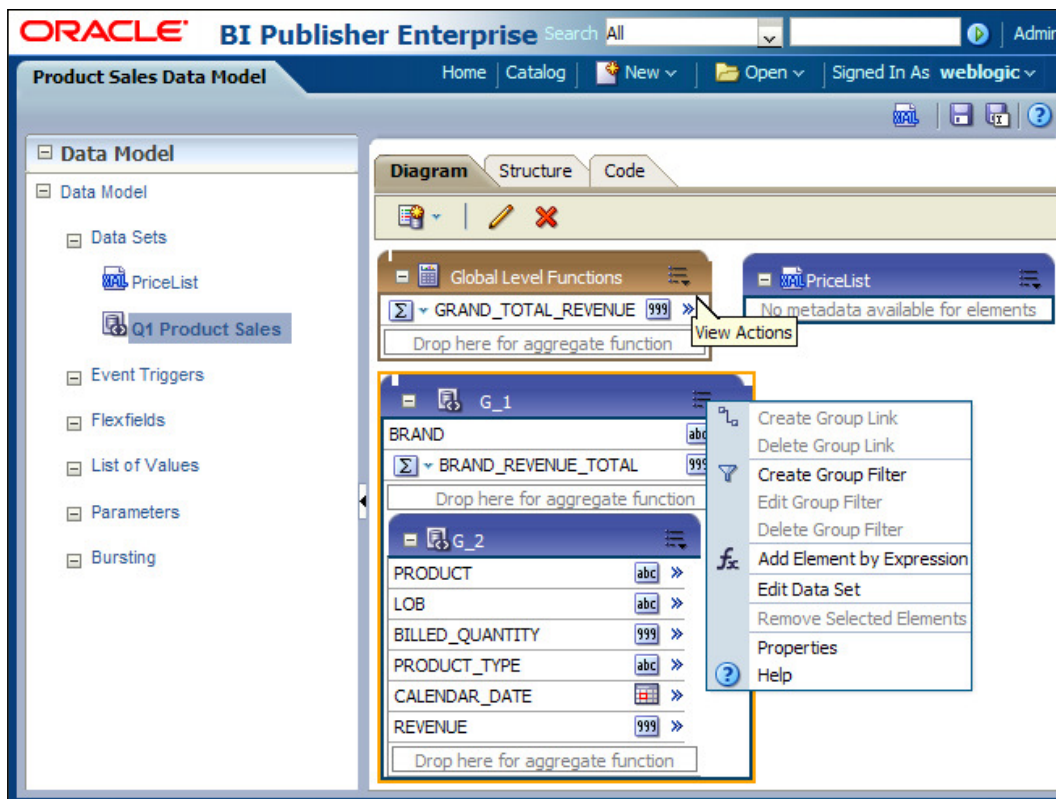 ORACLE BI Publisher Enterprise Search All Admin
Product Sales Data Model Home Catalog New Open Signed In As weblogic
XML
Data Model
Data Model
Data Sets
XML PriceList
Q1 Product Sales
Event Triggers
Flexfields
List of Values
Parameters
Bursting
Diagram Structure Code
Global Level Functions
GRAND_TOTAL_REVENUE 999 »
Drop here for aggregate function
View Actions
XML PriceList
No metadata available for elements
G_1
BRAND abc
Σ BRAND_REVENUE_TOTAL 999
Drop here for aggregate function
G_2
PRODUCT abc »
LOB abc »
BILLED_QUANTITY 999 »
PRODUCT_TYPE abc »
CALENDAR_DATE »
REVENUE 999 »
Drop here for aggregate function
Create Group Link
Delete Group Link
Create Group Filter
Edit Group Filter
Delete Group Filter
fx Add Element by Expression
Edit Data Set
Remove Selected Elements
Properties
? Help